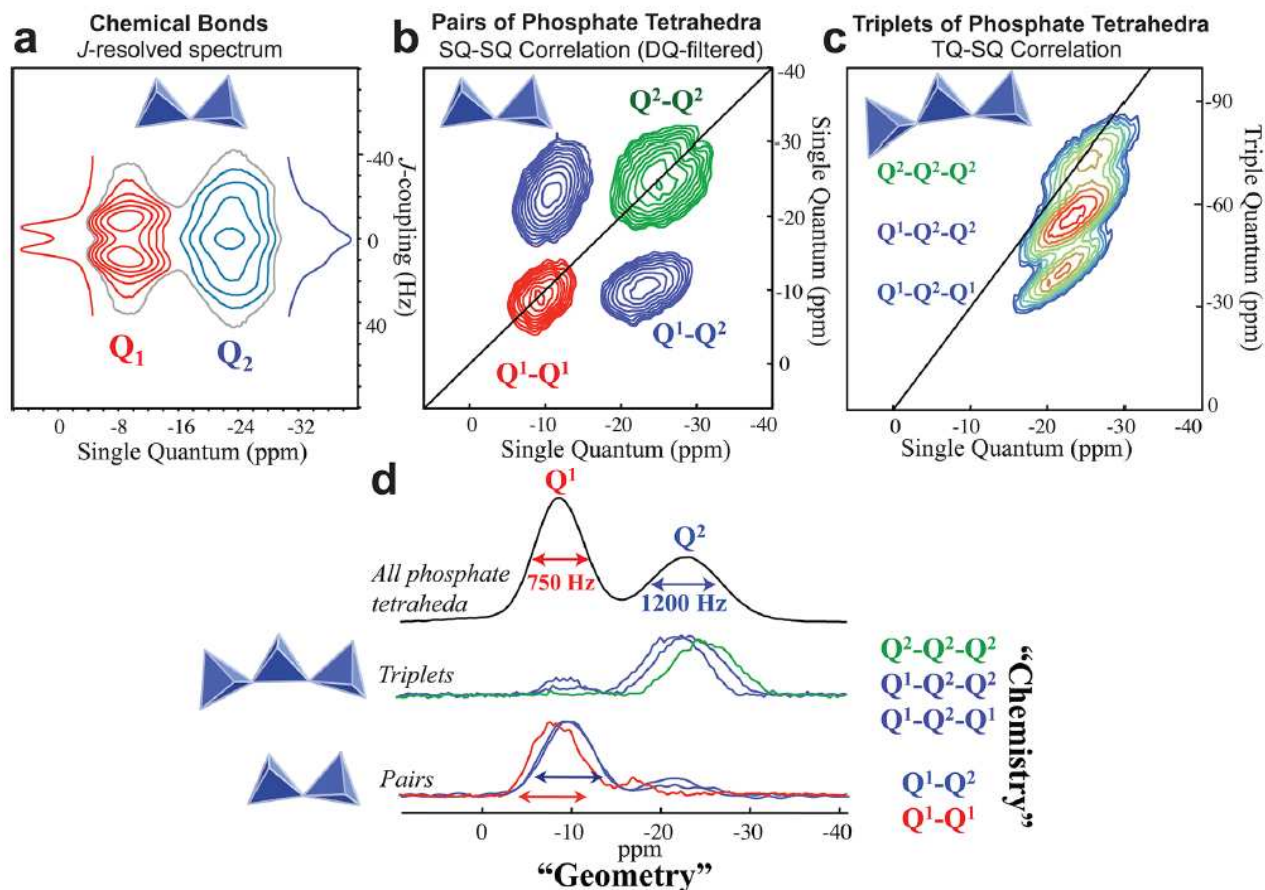 a
Chemical Bonds
J-resolved spectrum
-40
0
40
J-coupling (Hz)
Q1
Q2
0 -8 -16 -24 -32
Single Quantum (ppm)
b
Pairs of Phosphate Tetrahedra
SQ-SQ Correlation (DQ-filtered)
Q²-Q²
Q¹-Q²
Q¹-Q¹
-40
-30
-20
-10
0
Single Quantum (ppm)
0 -10 -20 -30 -40
Single Quantum (ppm)
c
Triplets of Phosphate Tetrahedra
TQ-SQ Correlation
Q²-Q²-Q²
Q¹-Q²-Q²
Q¹-Q²-Q¹
-90
-60
-30
0
Triple Quantum (ppm)
0 -10 -20 -30 -40
Single Quantum (ppm)
d
Q¹
Q²
750 Hz
1200 Hz
All phosphate
tetraheda
Triplets
Q²-Q²-Q²
Q¹-Q²-Q²
Q¹-Q²-Q¹
Pairs
Q¹-Q²
Q¹-Q¹
“Chemistry”
0 -10 -20 -30 -40
ppm
“Geometry”